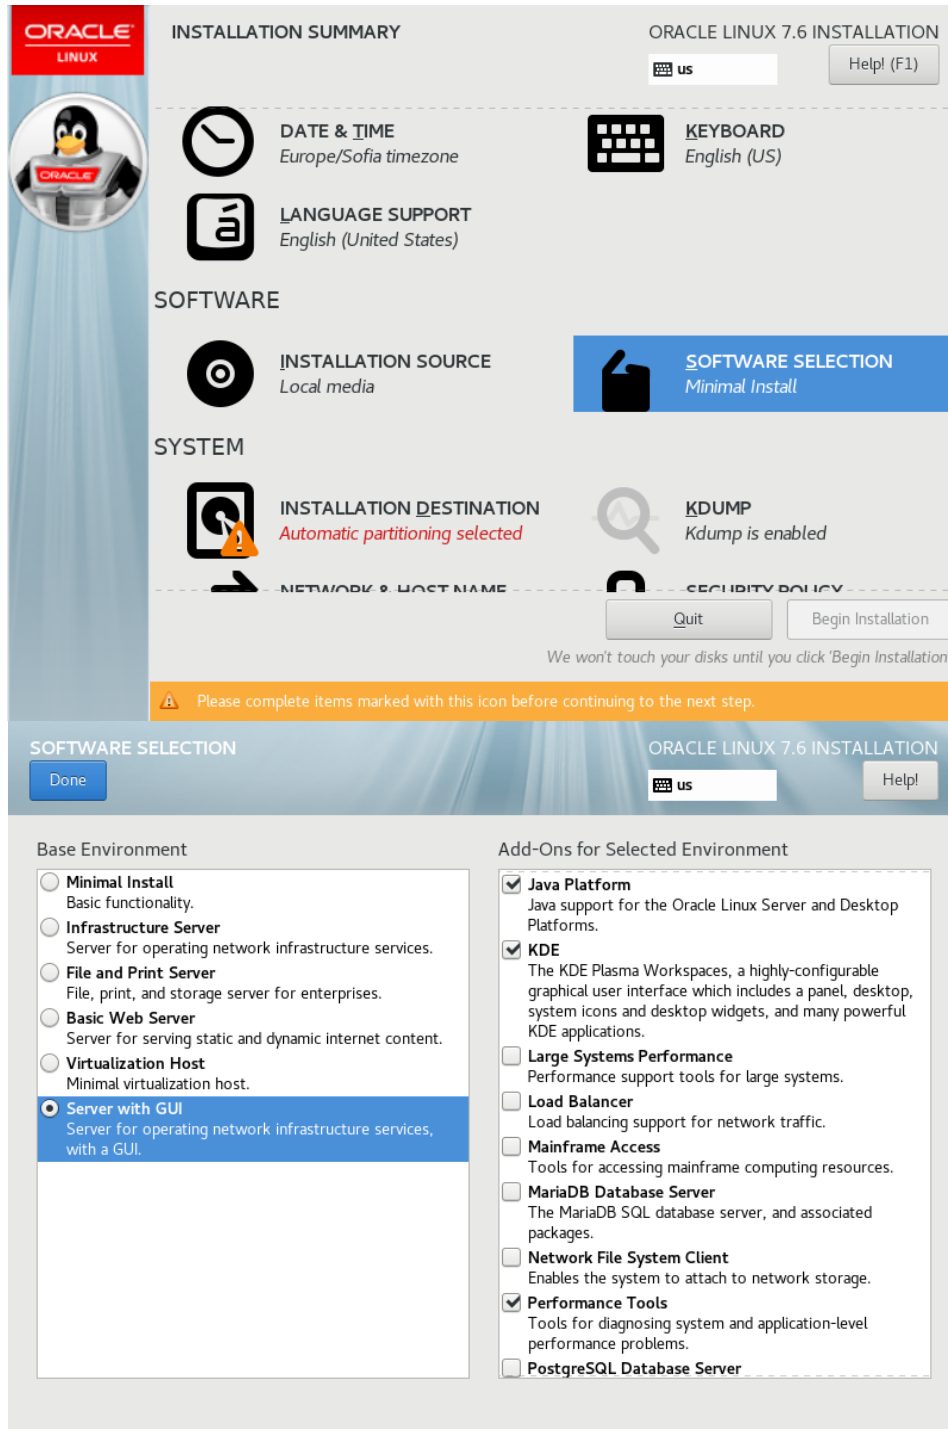 ORACLE
LINUX
INSTALLATION SUMMARY
ORACLE LINUX 7.6 INSTALLATION
us
Help! (F1)
ORACLE
DATE & TIME
Europe/Sofia timezone
KEYBOARD
English (US)
á
LANGUAGE SUPPORT
English (United States)
SOFTWARE
INSTALLATION SOURCE
Local media
SOFTWARE SELECTION
Minimal Install
SYSTEM
INSTALLATION DESTINATION
Automatic partitioning selected
KDUMP
Kdump is enabled
NETWORK & HOST NAME
SECURITY POLICY
Quit
Begin Installation
We won't touch your disks until you click 'Begin Installation
Please complete items marked with this icon before continuing to the next step.
SOFTWARE SELECTION
ORACLE LINUX 7.6 INSTALLATION
Done
us
Help!
Base Environment
Minimal Install
Basic functionality.
Infrastructure Server
Server for operating network infrastructure services.
File and Print Server
File, print, and storage server for enterprises.
Basic Web Server
Server for serving static and dynamic internet content.
Virtualization Host
Minimal virtualization host.
Server with GUI
Server for operating network infrastructure services,
with a GUI.
Add-Ons for Selected Environment
Java Platform
Java support for the Oracle Linux Server and Desktop
Platforms.
KDE
The KDE Plasma Workspaces, a highly-configurable
graphical user interface which includes a panel, desktop,
system icons and desktop widgets, and many powerful
KDE applications.
Large Systems Performance
Performance support tools for large systems.
Load Balancer
Load balancing support for network traffic.
Mainframe Access
Tools for accessing mainframe computing resources.
MariaDB Database Server
The MariaDB SQL database server, and associated
packages.
Network File System Client
Enables the system to attach to network storage.
Performance Tools
Tools for diagnosing system and application-level
performance problems.
PostgreSQL Database Server